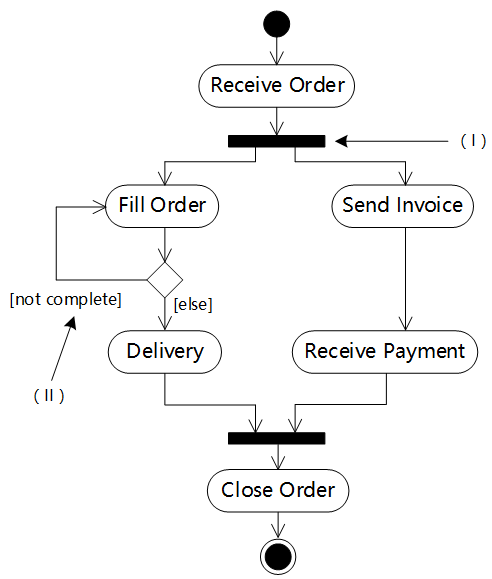 Receive Order
( I )
Fill Order
Send Invoice
[not complete]
[else]
Delivery
Receive Payment
( II )
Close Order